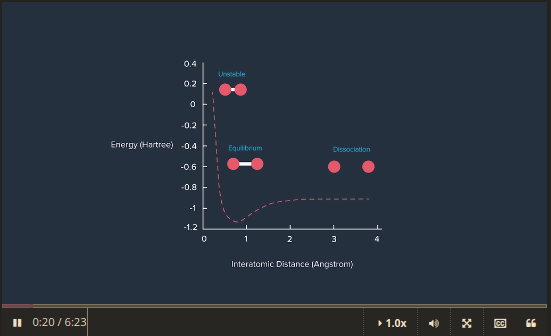 0.4
Unstable
0.2
0
-0.2
Energy (Hartree)
-0.4
Equilibrium
Dissociation
-0.6
-0.8
-1
-1.2
0 1 2 3 4
Interatomic Distance (Angstrom)
0:20 / 6:23
1.0x
CC